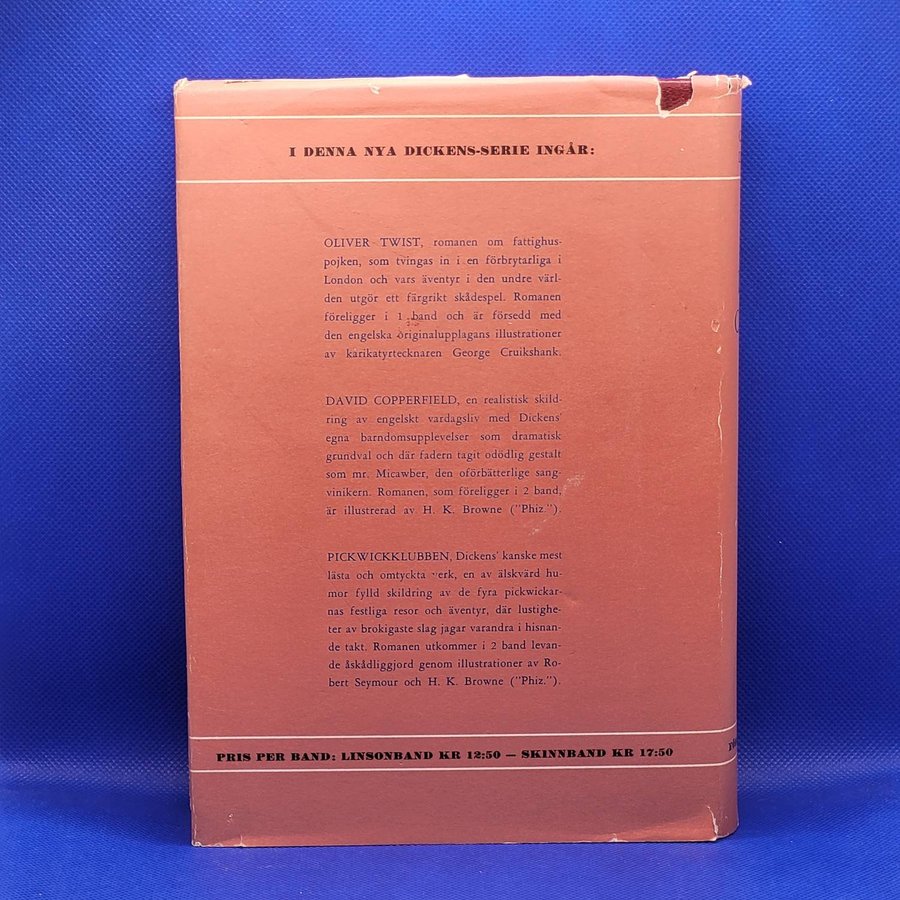 I DENNA NYA DICKENS-SERIE INGÅR:
OLIVER TWIST, romanen om fattighus-
pojken, som tvingas in i en förbrytarliga i
London och vars äventyr i den undre värl-
den utgör ett färgrikt skådespel. Romanen
föreligger i 1 band och är försedd med
den engelska originalupplagans illustrationer
av karikatyrtecknaren George Cruikshank.
DAVID COPPERFIELD, en realistisk skild-
ring av engelskt vardagsliv med Dickens'
egna barndomsupplevelser som dramatisk
grundval och där fadern tagit odödlig gestalt
som mr. Micawber, den oförbätterlige sang-
vinikern. Romanen, som föreligger i 2 band,
är illustrerad av H. K. Browne ("Phiz.").
PICKWICKKLUBBEN, Dickens' kanske mest
lästa och omtyckta verk, en av älskvärd hu-
mor fylld skildring av de fyra pickwickar-
nas festliga resor och äventyr, där lustighe-
ter av brokigaste slag jagar varandra i hisnan-
de takt. Romanen utkommer i 2 band levan-
de åskådliggjord genom illustrationer av Ro-
bert Seymour och H. K. Browne ("Phiz.").
PRIS PER BAND: LINSONBAND KR 12:50 — SKINNBAND KR 17:50